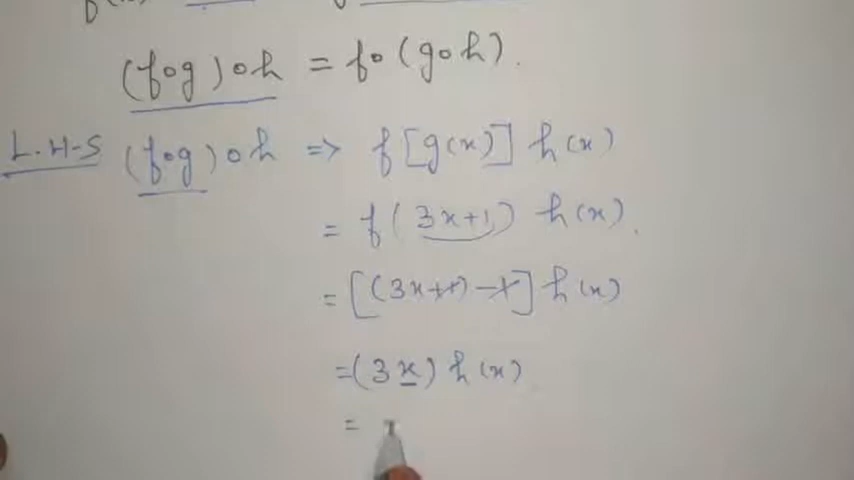 (fog)oh = fo(goh).
L.H-S (fog)oh => f[g(x)] h(x)
= f(3x+1) h(x).
= [(3x+1)-1] h(x)
=(3x) h(x)
=